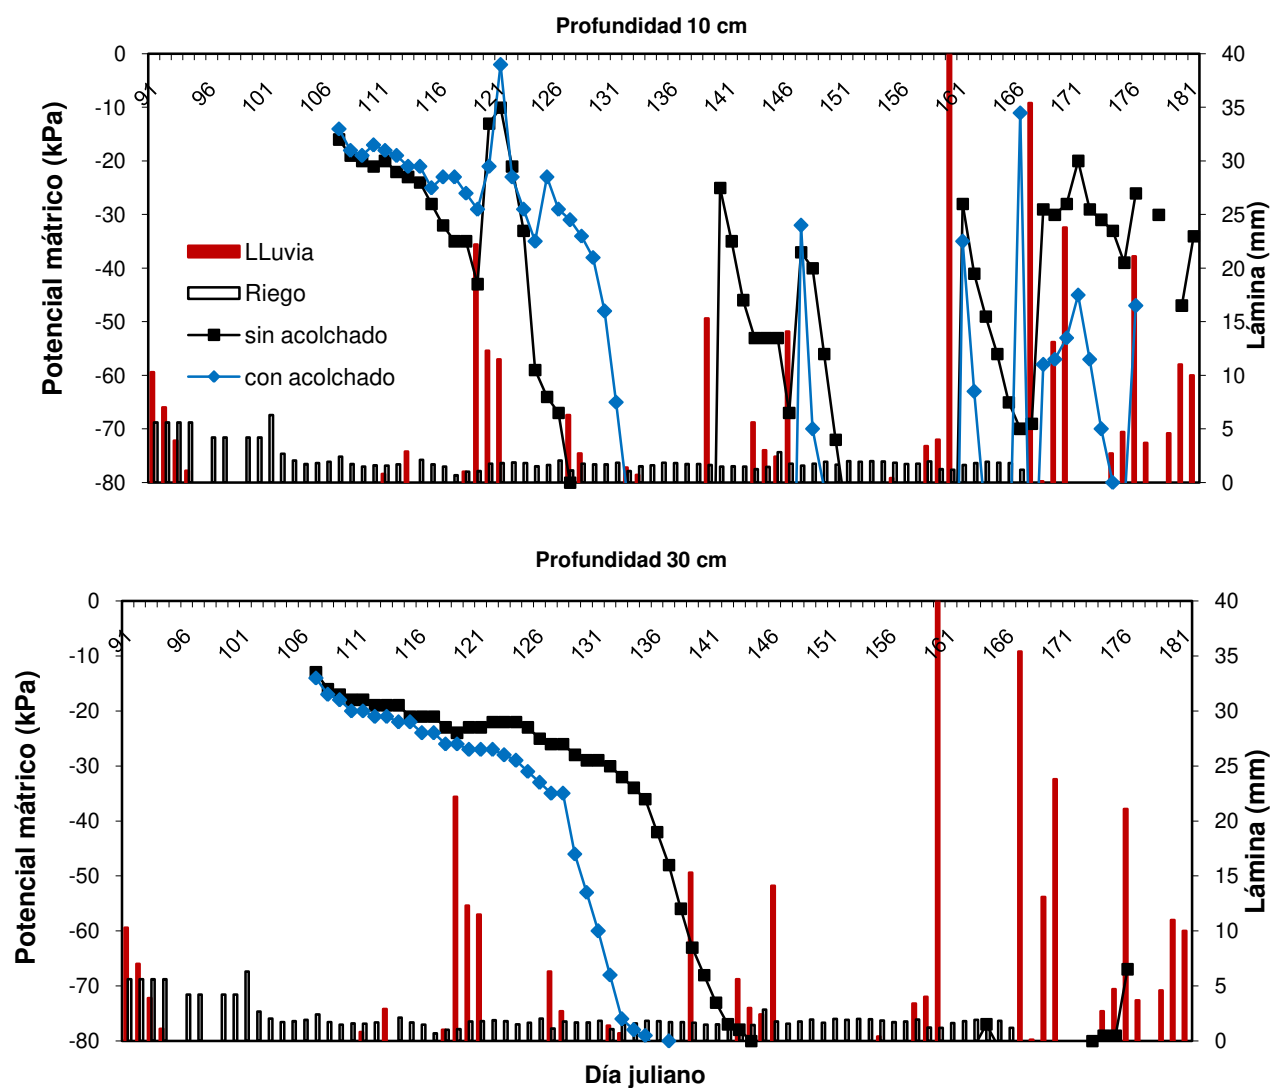 Profundidad 10 cm
Potencial mátrico (kPa)
0
-10
-20
-30
-40
-50
-60
-70
-80
91 96 101 106 111 116 121 126 131 136 141 146 151 156 161 166 171 176 181
LLuvia
Riego
sin acolchado
con acolchado
40
35
30
25
20
15
10
5
0
Lámina (mm)
Profundidad 30 cm
Potencial mátrico (kPa)
0
-10
-20
-30
-40
-50
-60
-70
-80
91 96 101 106 111 116 121 126 131 136 141 146 151 156 161 166 171 176 181
40
35
30
25
20
15
10
5
0
Lámina (mm)
Día juliano